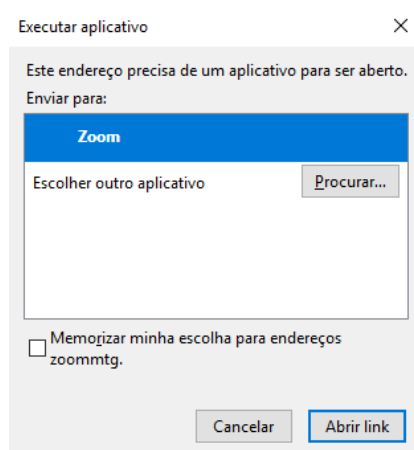 Executar aplicativo
Este endereço precisa de um aplicativo para ser aberto.
Enviar para:
Zoom
Escolher outro aplicativo
Procurar...
Memorizar minha escolha para endereços
zoommtg.
Cancelar
Abrir link